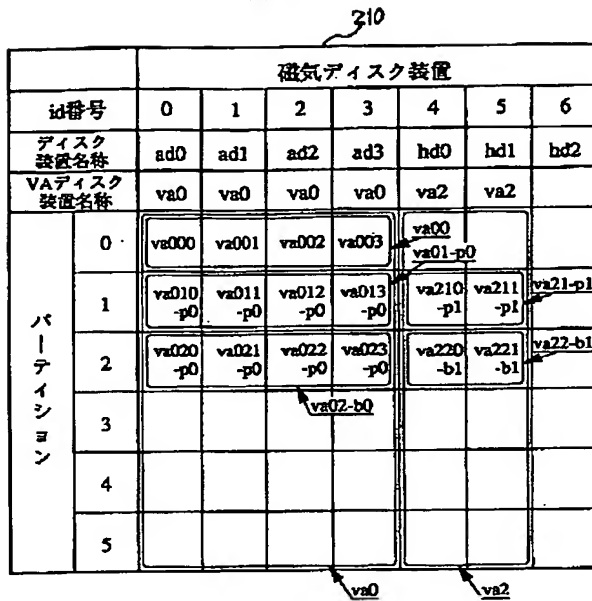 210
磁気ディスク装置
id番号 0 1 2 3 4 5 6
ディスク装置名称 ad0 ad1 ad2 ad3 hd0 hd1 hd2
VAディスク装置名称 va0 va0 va0 va0 va2 va2
パーティション
0 va000 va001 va002 va003 va00
va01-p0
1 va010-p0 va011-p0 va012-p0 va013-p0 va210-p1 va211-p1 va21-p1
2 va020-p0 va021-p0 va022-p0 va023-p0 va220-b1 va221-b1 va22-b1
va02-b0
3
4
5
va0 va2